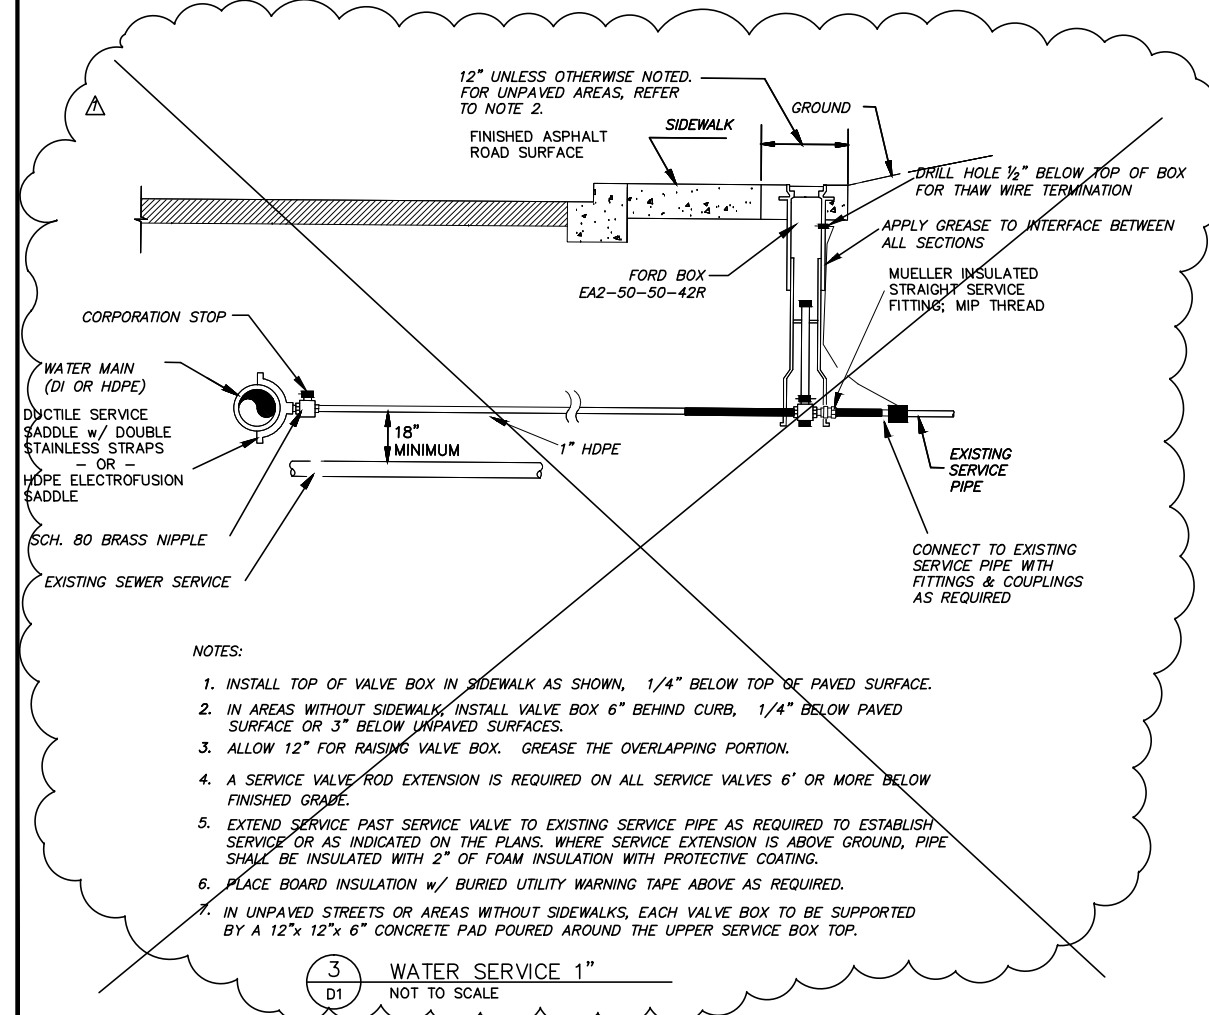 12" UNLESS OTHERWISE NOTED.
FOR UNPAVED AREAS, REFER
TO NOTE 2.
GROUND
SIDEWALK
FINISHED ASPHALT
ROAD SURFACE
1
DRILL HOLE ½" BELOW TOP OF BOX
FOR THAW WIRE TERMINATION
APPLY GREASE TO INTERFACE BETWEEN
ALL SECTIONS
FORD BOX
EA2-50-50-42R
MUELLER INSULATED
STRAIGHT SERVICE
FITTING; MIP THREAD
CORPORATION STOP
WATER MAIN
(DI OR HDPE)
DUCTILE SERVICE
SADDLE w/ DOUBLE
STAINLESS STRAPS
- OR -
HDPE ELECTROFUSION
SADDLE
18"
MINIMUM
1" HDPE
EXISTING
SERVICE
PIPE
SCH. 80 BRASS NIPPLE
EXISTING SEWER SERVICE
CONNECT TO EXISTING
SERVICE PIPE WITH
FITTINGS & COUPLINGS
AS REQUIRED
NOTES:
1. INSTALL TOP OF VALVE BOX IN SIDEWALK AS SHOWN, 1/4" BELOW TOP OF PAVED SURFACE.
2. IN AREAS WITHOUT SIDEWALK, INSTALL VALVE BOX 6" BEHIND CURB, 1/4" BELOW PAVED
SURFACE OR 3" BELOW UNPAVED SURFACES.
3. ALLOW 12" FOR RAISING VALVE BOX. GREASE THE OVERLAPPING PORTION.
4. A SERVICE VALVE ROD EXTENSION IS REQUIRED ON ALL SERVICE VALVES 6' OR MORE BELOW
FINISHED GRADE.
5. EXTEND SERVICE PAST SERVICE VALVE TO EXISTING SERVICE PIPE AS REQUIRED TO ESTABLISH
SERVICE OR AS INDICATED ON THE PLANS. WHERE SERVICE EXTENSION IS ABOVE GROUND, PIPE
SHALL BE INSULATED WITH 2" OF FOAM INSULATION WITH PROTECTIVE COATING.
6. PLACE BOARD INSULATION w/ BURIED UTILITY WARNING TAPE ABOVE AS REQUIRED.
7. IN UNPAVED STREETS OR AREAS WITHOUT SIDEWALKS, EACH VALVE BOX TO BE SUPPORTED
BY A 12"x 12"x 6" CONCRETE PAD POURED AROUND THE UPPER SERVICE BOX TOP.
3
D1
WATER SERVICE 1"
NOT TO SCALE